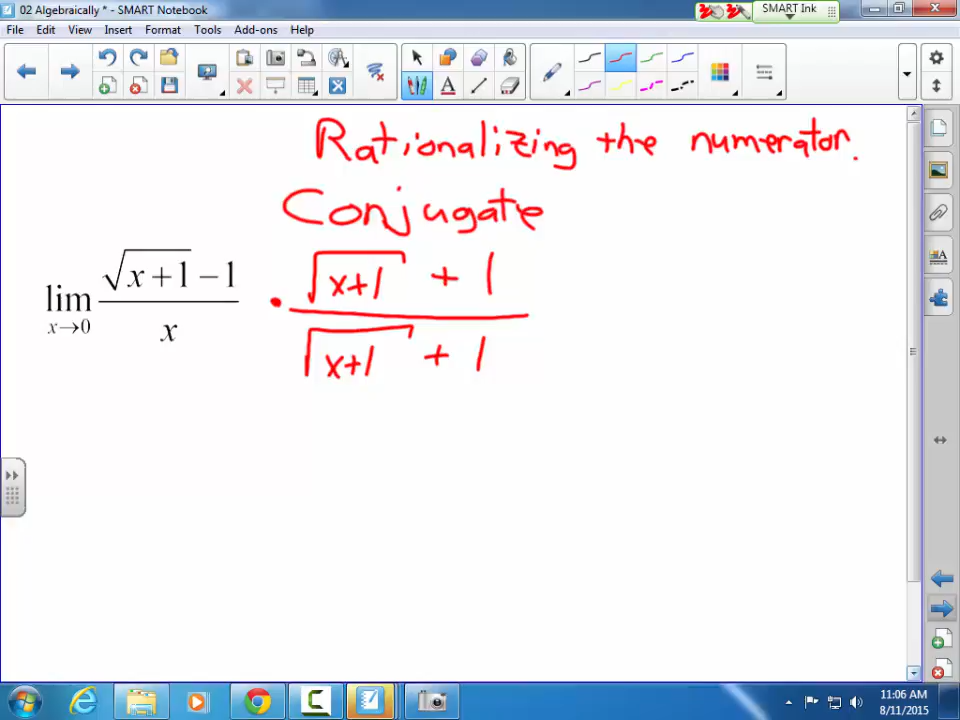 02 Algebraically * - SMART Notebook
SMART Ink
File Edit View Insert Format Tools Add-ons Help
Rationalizing the numerator.
Conjugate
lim x→0 (√(x+1) − 1)/x · (√(x+1) + 1)/(√(x+1) + 1)
11:06 AM
8/11/2015